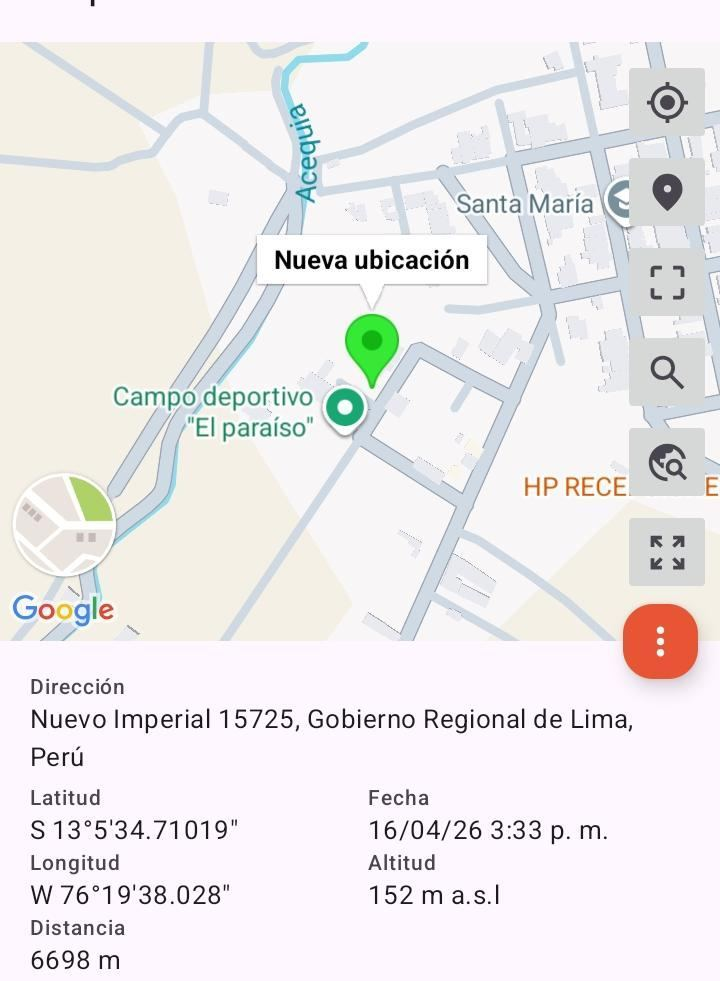 Acequia
Santa María
Nueva ubicación
Campo deportivo
"El paraíso"
HP RECE
E
Google
Dirección
Nuevo Imperial 15725, Gobierno Regional de Lima,
Perú
Latitud
S 13°5'34.71019"
Fecha
16/04/26 3:33 p. m.
Longitud
W 76°19'38.028"
Altitud
152 m a.s.l
Distancia
6698 m